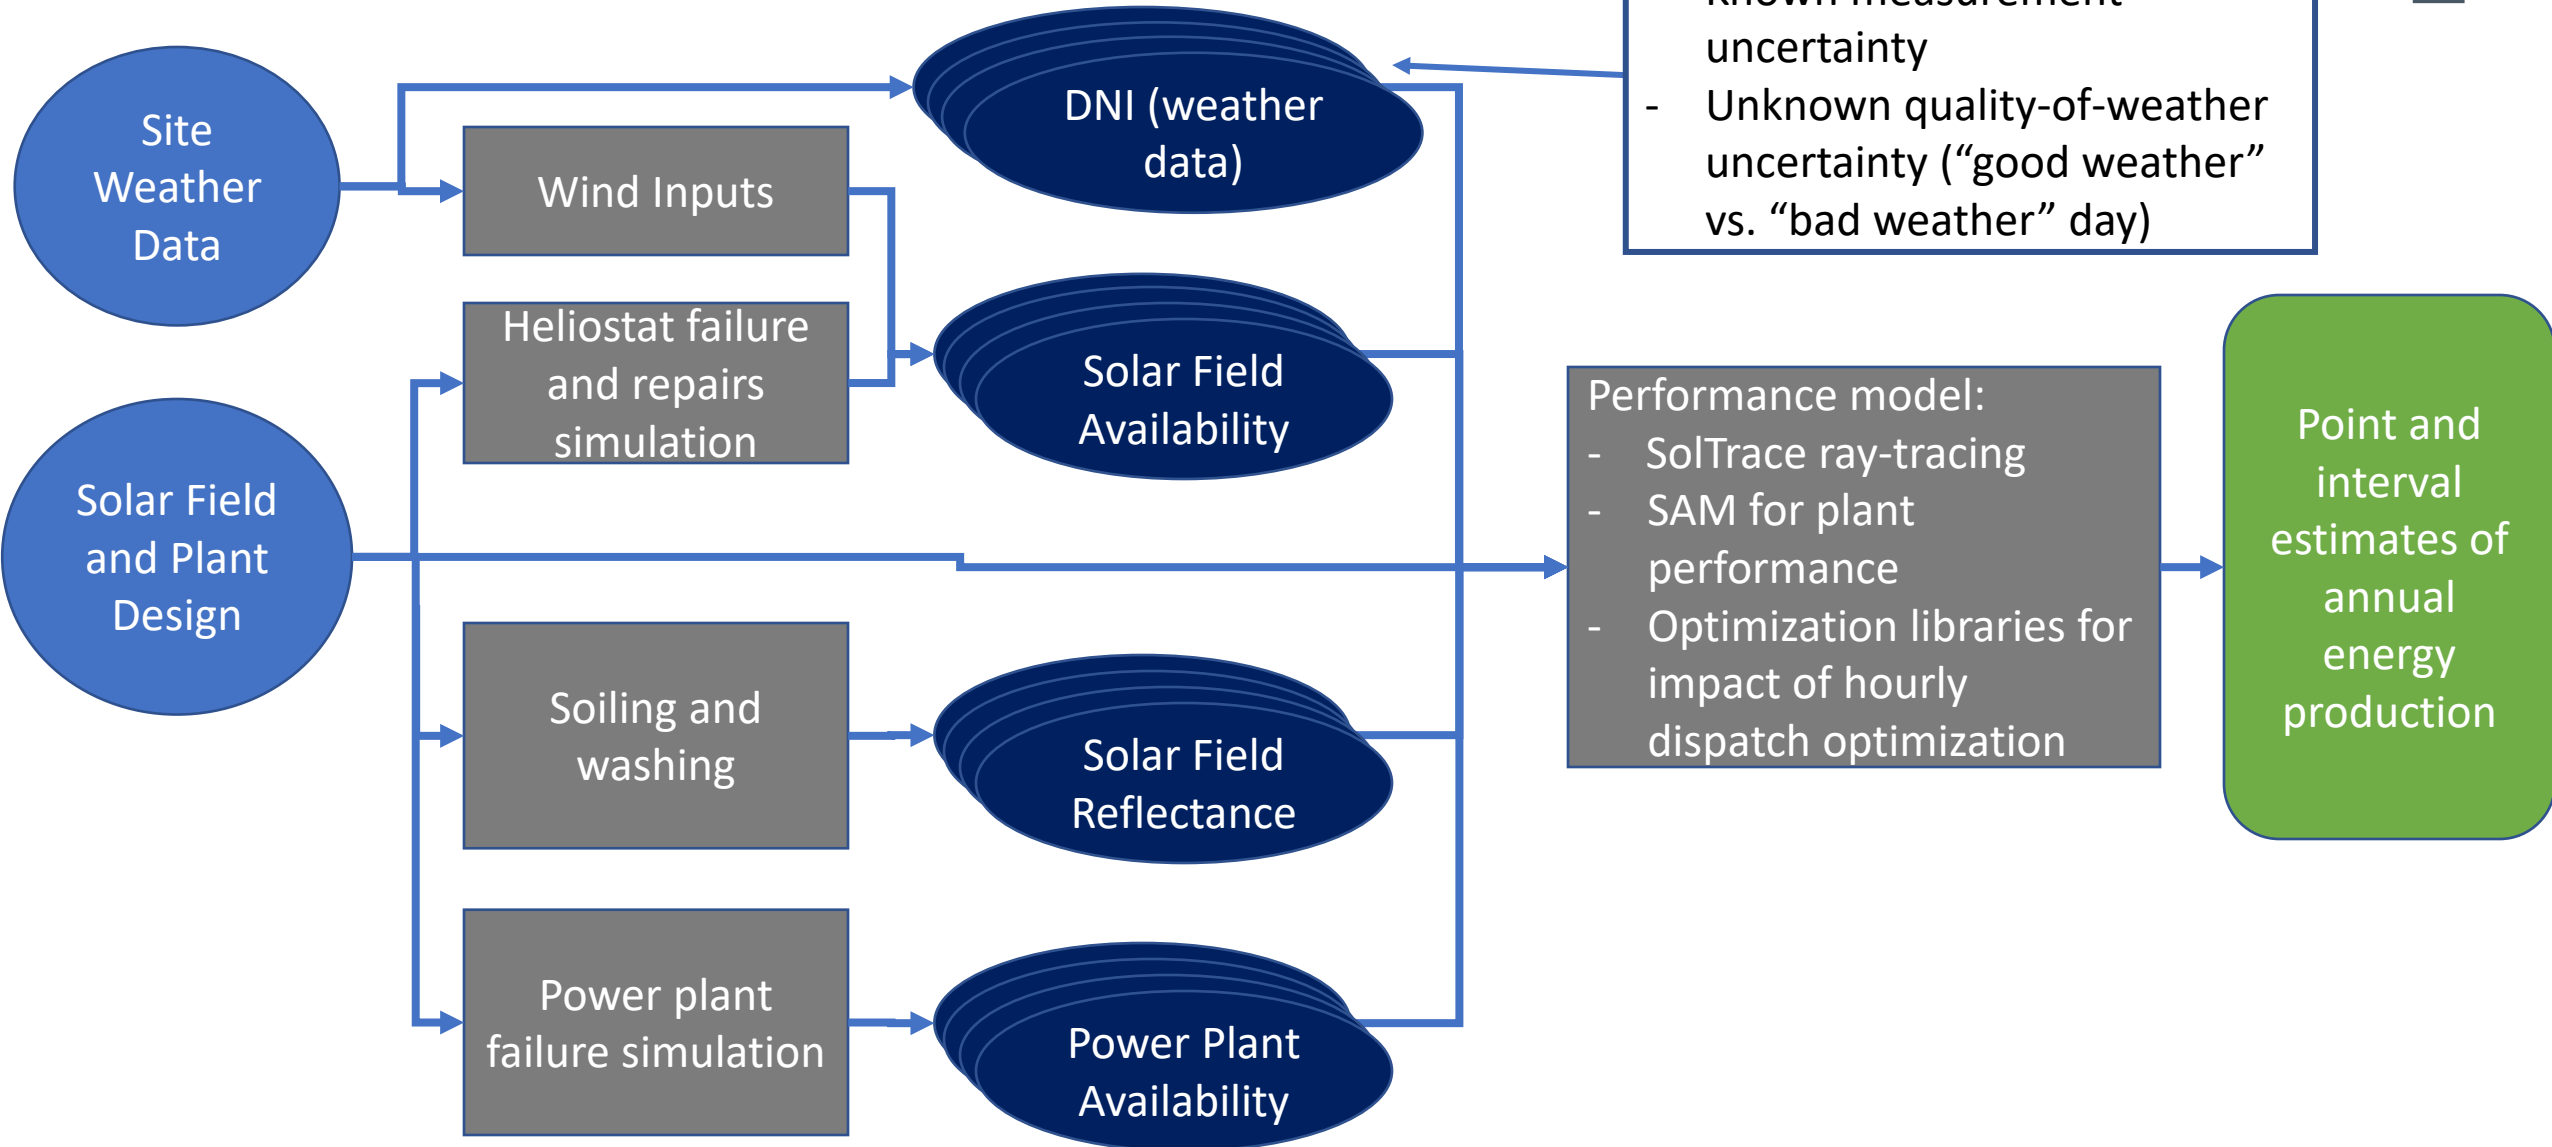 Site
Weather
Data
Solar Field
and Plant
Design
Wind Inputs
Heliostat failure
and repairs
simulation
Soiling and
washing
Power plant
failure simulation
DNI (weather
data)
Solar Field
Availability
Solar Field
Reflectance
Power Plant
Availability
Known measurement
uncertainty
- Unknown quality-of-weather
uncertainty (“good weather”
vs. “bad weather” day)
Performance model:
- SolTrace ray-tracing
- SAM for plant
performance
- Optimization libraries for
impact of hourly
dispatch optimization
Point and
interval
estimates of
annual
energy
production